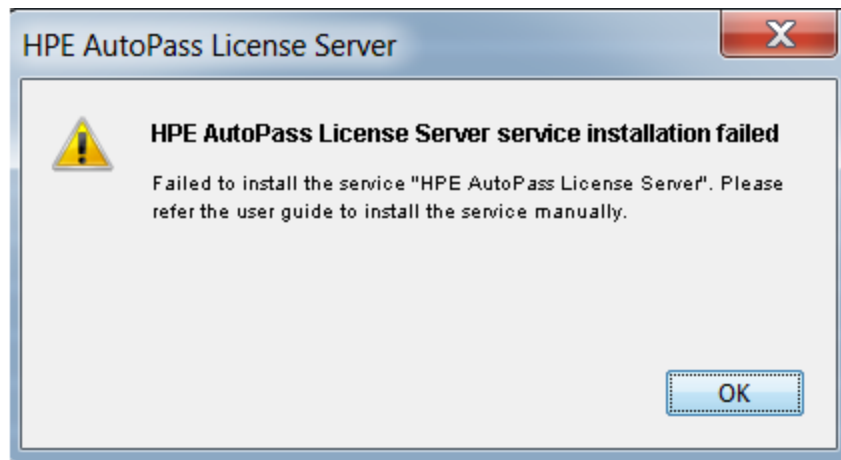 HPE AutoPass License Server
HPE AutoPass License Server service installation failed
Failed to install the service "HPE AutoPass License Server". Please
refer the user guide to install the service manually.
OK